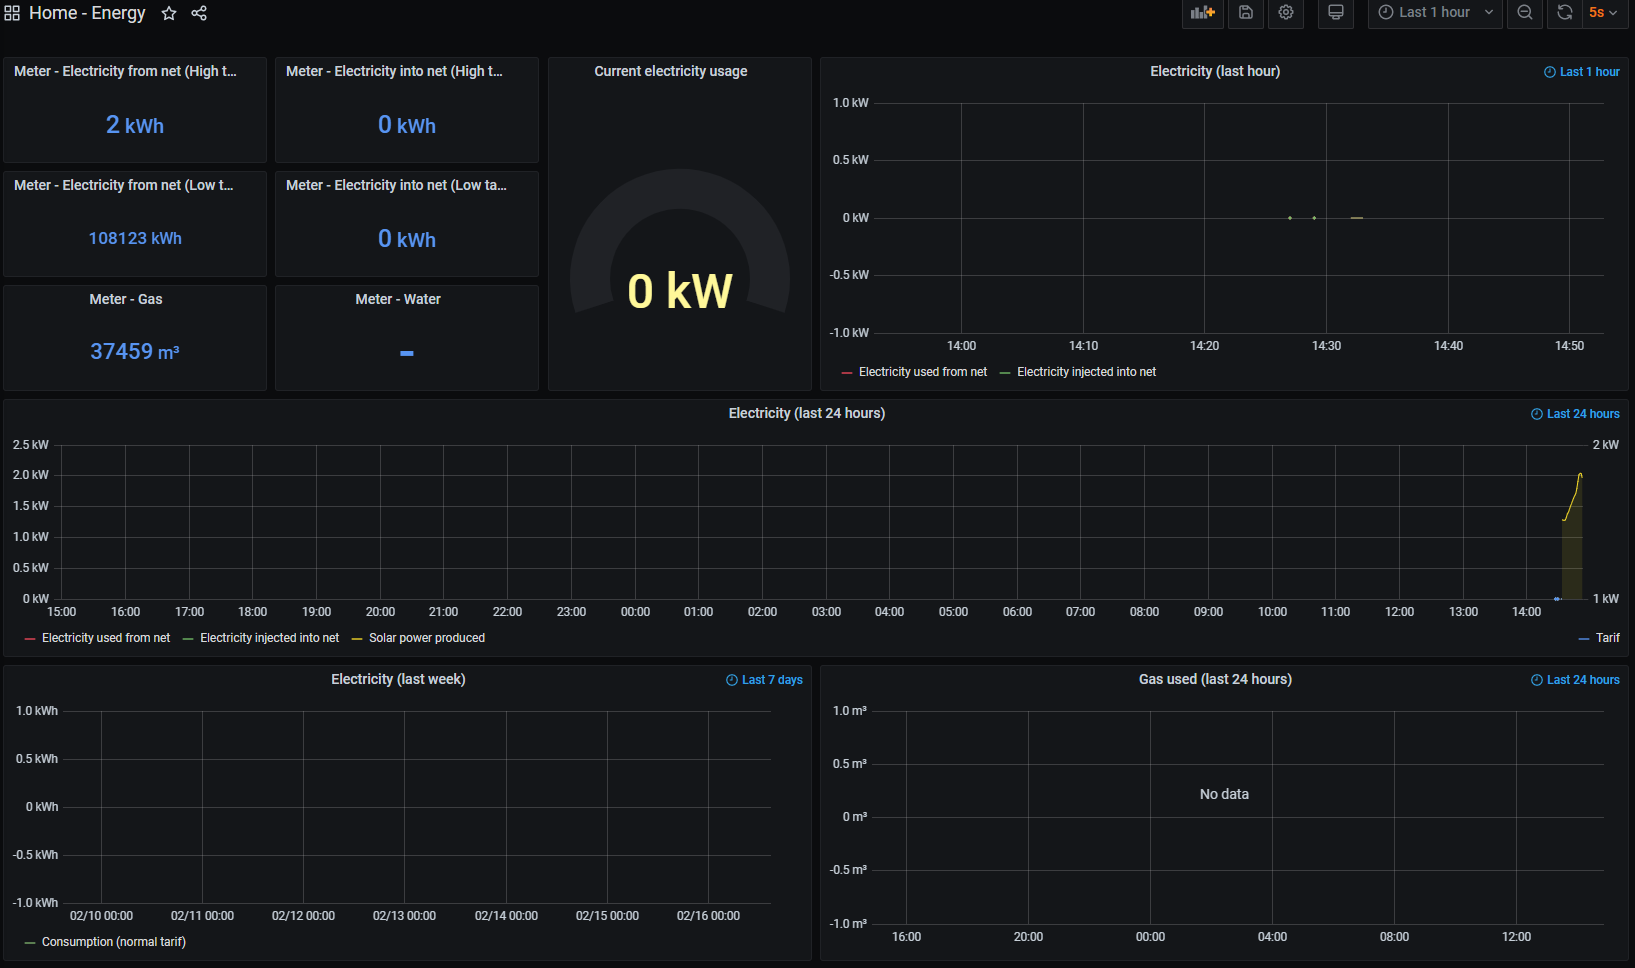 Home - Energy
Last 1 hour
5s
Meter - Electricity from net (High t...
2 kWh
Meter - Electricity into net (High t...
0 kWh
Meter - Electricity from net (Low t...
108123 kWh
Meter - Electricity into net (Low ta...
0 kWh
Meter - Gas
37459 m³
Meter - Water
-
Current electricity usage
0 kW
Electricity (last hour)
Last 1 hour
1.0 kW
0.5 kW
0 kW
-0.5 kW
-1.0 kW
14:00 14:10 14:20 14:30 14:40 14:50
Electricity used from net Electricity injected into net
Electricity (last 24 hours)
Last 24 hours
2.5 kW
2.0 kW
1.5 kW
1.0 kW
0.5 kW
0 kW
2 kW
1 kW
15:00 16:00 17:00 18:00 19:00 20:00 21:00 22:00 23:00 00:00 01:00 02:00 03:00 04:00 05:00 06:00 07:00 08:00 09:00 10:00 11:00 12:00 13:00 14:00
Electricity used from net Electricity injected into net Solar power produced
Tarif
Electricity (last week)
Last 7 days
1.0 kWh
0.5 kWh
0 kWh
-0.5 kWh
-1.0 kWh
02/10 00:00 02/11 00:00 02/12 00:00 02/13 00:00 02/14 00:00 02/15 00:00 02/16 00:00
Consumption (normal tarif)
Gas used (last 24 hours)
Last 24 hours
1.0 m³
0.5 m³
0 m³
-0.5 m³
-1.0 m³
No data
16:00 20:00 00:00 04:00 08:00 12:00